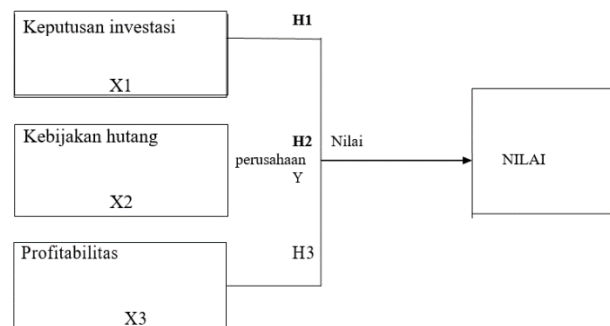 H1
Keputusan investasi
X1
Kebijakan hutang
H2 Nilai
perusahaan
Y
NILAI
X2
Profitabilitas
H3
X3